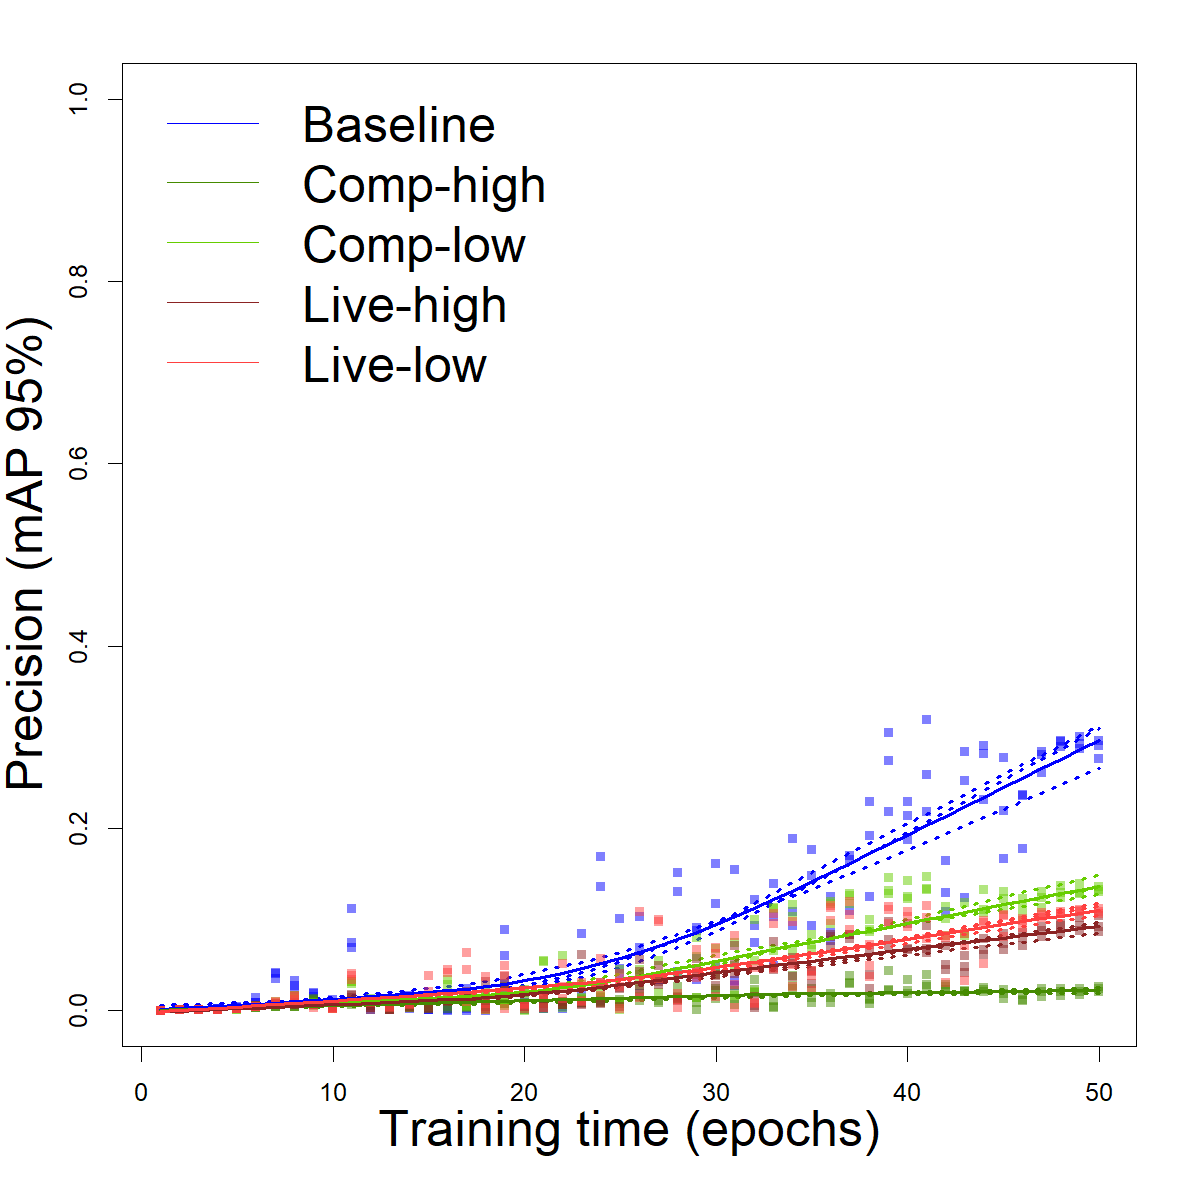 Baseline
Comp-high
Comp-low
Live-high
Live-low
Precision (mAP 95%)
1.0
0.8
0.6
0.4
0.2
0.0
0 10 20 30 40 50
Training time (epochs)